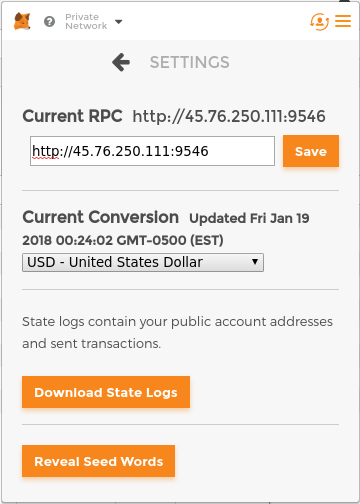 Private
Network
SETTINGS
Current RPC http://45.76.250.111:9546
http://45.76.250.111:9546
Save
Current Conversion Updated Fri Jan 19
2018 00:24:02 GMT-0500 (EST)
USD - United States Dollar
State logs contain your public account addresses
and sent transactions.
Download State Logs
Reveal Seed Words